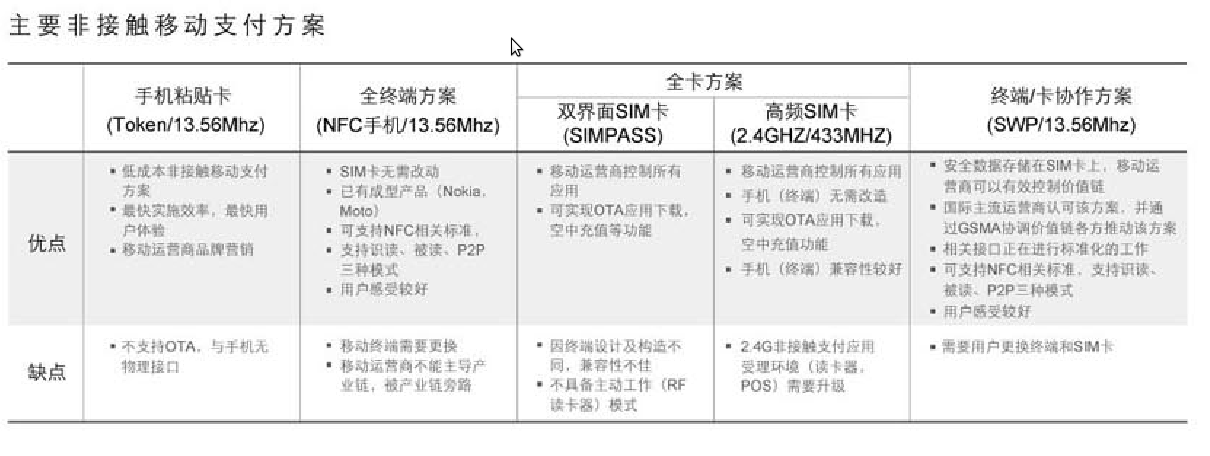 主要非接触移动支付方案
手机粘贴卡
(Token/13.56Mhz)
全终端方案
(NFC手机/13.56Mhz)
全卡方案
双界面SIM卡
(SIMPASS)
高频SIM卡
(2.4GHZ/433MHZ)
终端/卡协作方案
(SWP/13.56Mhz)
优点
▪ 低成本非接触移动支付
方案
▪ 最快实施效率，最快用
户体验
▪ 移动运营商品牌营销
▪ SIM卡无需改动
▪ 已有成型产品（Nokia、
Moto）
▪ 可支持NFC相关标准，
▪ 支持识读、被读、P2P
三种模式
▪ 用户感受较好
▪ 移动运营商控制所有
应用
▪ 可实现OTA应用下载，
空中充值等功能
▪ 移动运营商控制所有应用
▪ 手机（终端）无需改造
▪ 可实现OTA应用下载，
空中充值功能
▪ 手机（终端）兼容性较好
▪ 安全数据存储在SIM卡上，移动运
营商可以有效控制价值链
▪ 国际主流运营商认可该方案，并通
过GSMA协调价值链各方推动该方案
▪ 相关接口正在进行标准化的工作
▪ 可支持NFC相关标准，支持识读、
被读、P2P三种模式
▪ 用户感受较好
缺点
▪ 不支持OTA，与手机无
物理接口
▪ 移动终端需要更换
▪ 移动运营商不能主导产
业链，被产业链旁路
▪ 因终端设计及构造不
同，兼容性不佳
▪ 不具备主动工作（RF
读卡器）模式
▪ 2.4G非接触支付应用
受理环境（读卡器，
POS）需要升级
▪ 需要用户更换终端和SIM卡